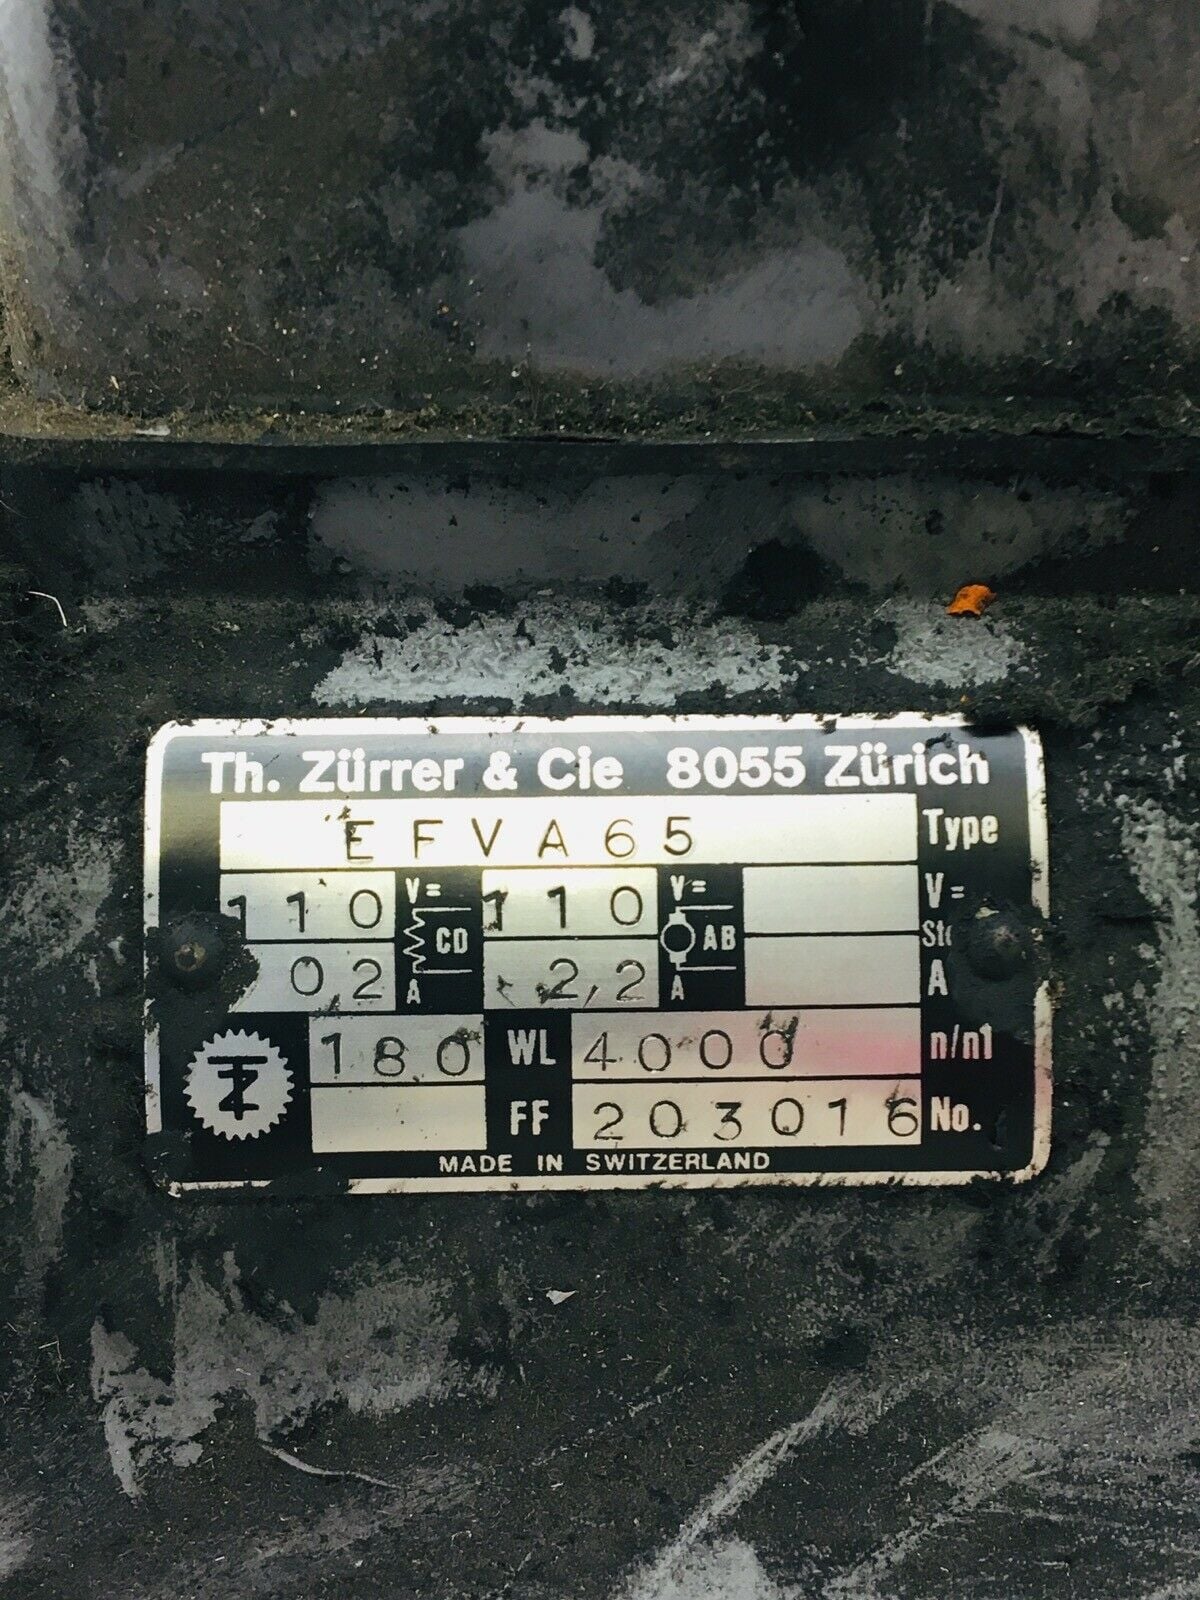 Th. Zürrer & Cie 8055 Zürich
EFVA65 Type
110 V= 110 V= V=
CD AB
02 A 2,2 A A
TZ 180 WL 4000 n/n1
FF 203016 No.
MADE IN SWITZERLAND